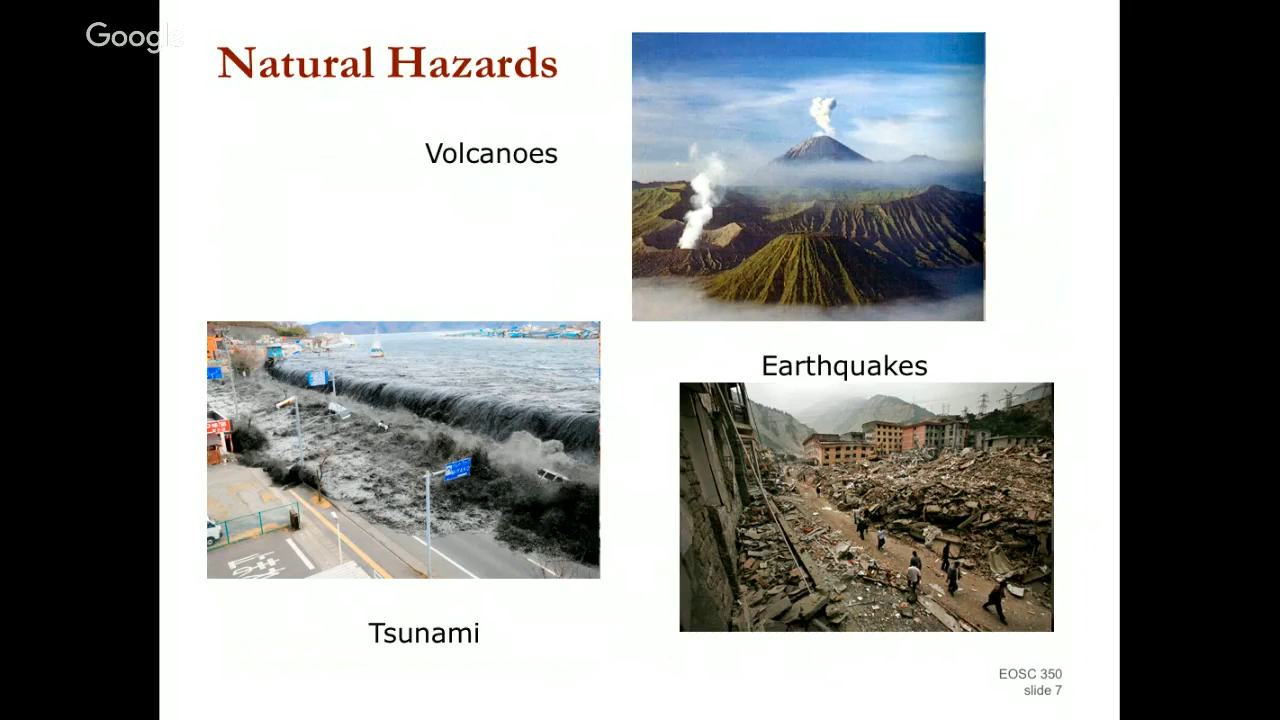 Google
Natural Hazards
Volcanoes
Earthquakes
Tsunami
EOSC 350
slide 7